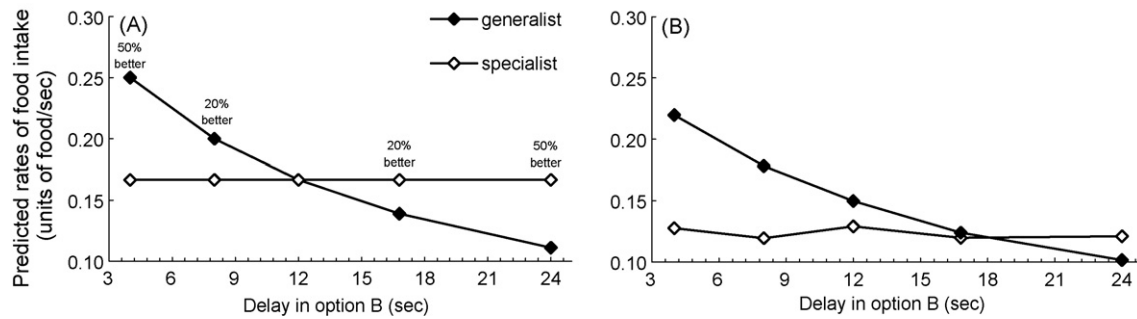 Predicted rates of food intake
(units of food/sec)
0.30
0.25
0.20
0.15
0.10
(A)
50%
better
20%
better
20%
better
50%
better
generalist
specialist
3 6 9 12 15 18 21 24
Delay in option B (sec)
0.30
0.25
0.20
0.15
0.10
(B)
3 6 9 12 15 18 21 24
Delay in option B (sec)